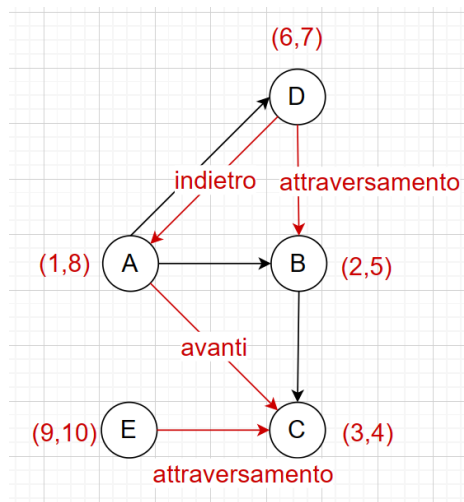 (6,7)
D
indietro
attraversamento
(1,8) A B (2,5)
avanti
(9,10) E C (3,4)
attraversamento